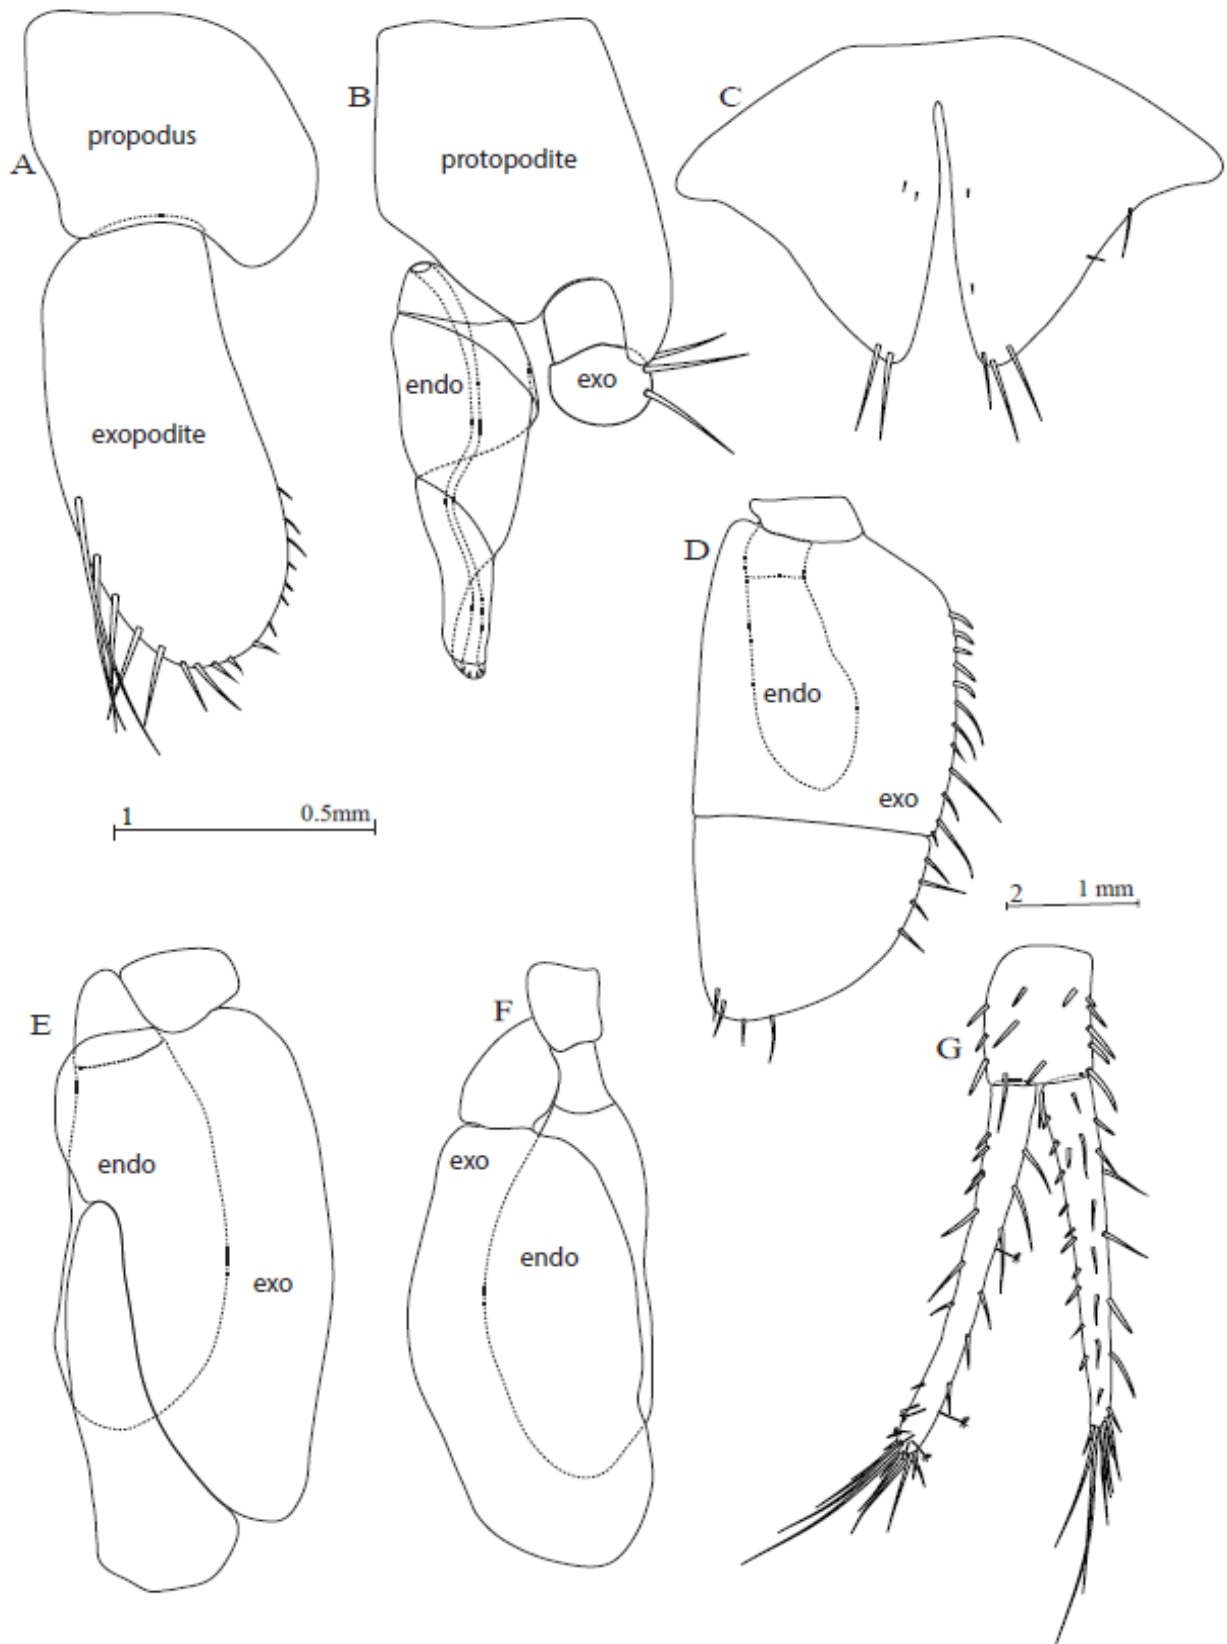 A
propodus
exopodite
B
protopodite
endo
exo
C
1 0.5mm
D
endo
exo
2 1 mm
E
endo
exo
F
exo
endo
G